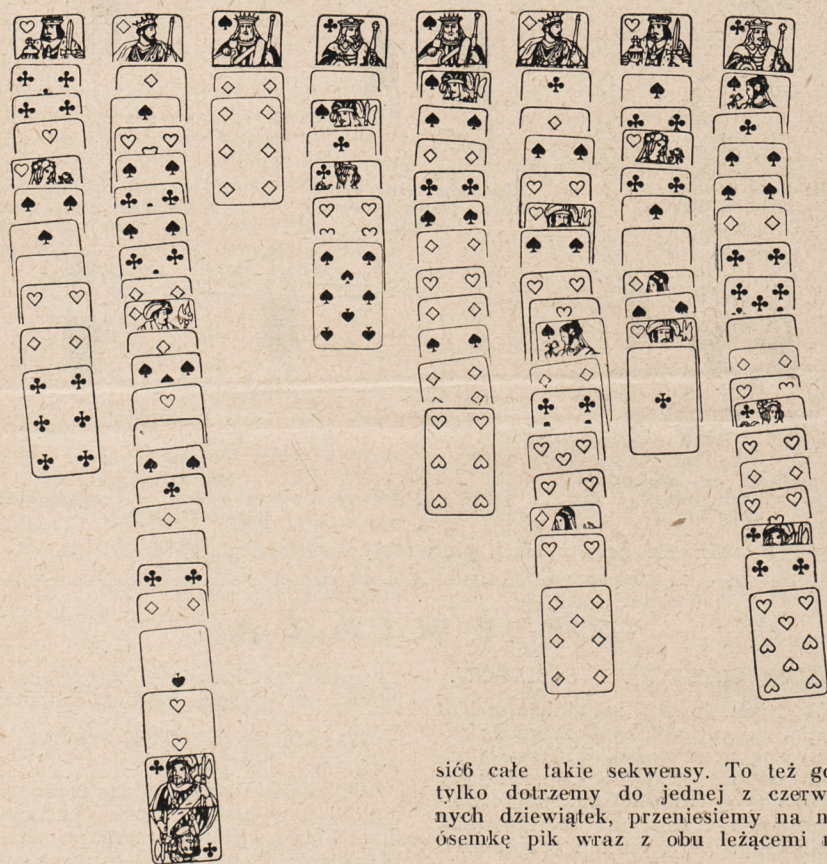 sić6 całe takie sekwensy. To też go
tylko dotrzemy do jednej z czerw
nych dziewiątek, przeniesiemy na n
ósemkę pik wraz z obu leżącemi n